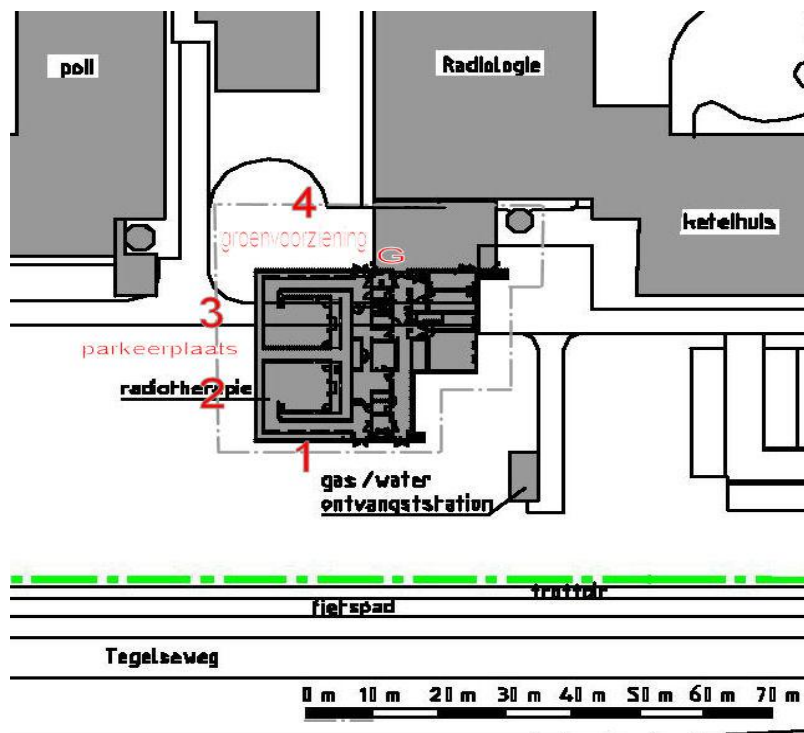 poli
Radiologie
4
groenvoorziening
ketelhuis
G
3
parkeerplaats
radiotherapie
2
1
gas/water
ontvangststation
trottoir
fietspad
Tegelseweg
0 m 10 m 20 m 30 m 40 m 50 m 60 m 70 m